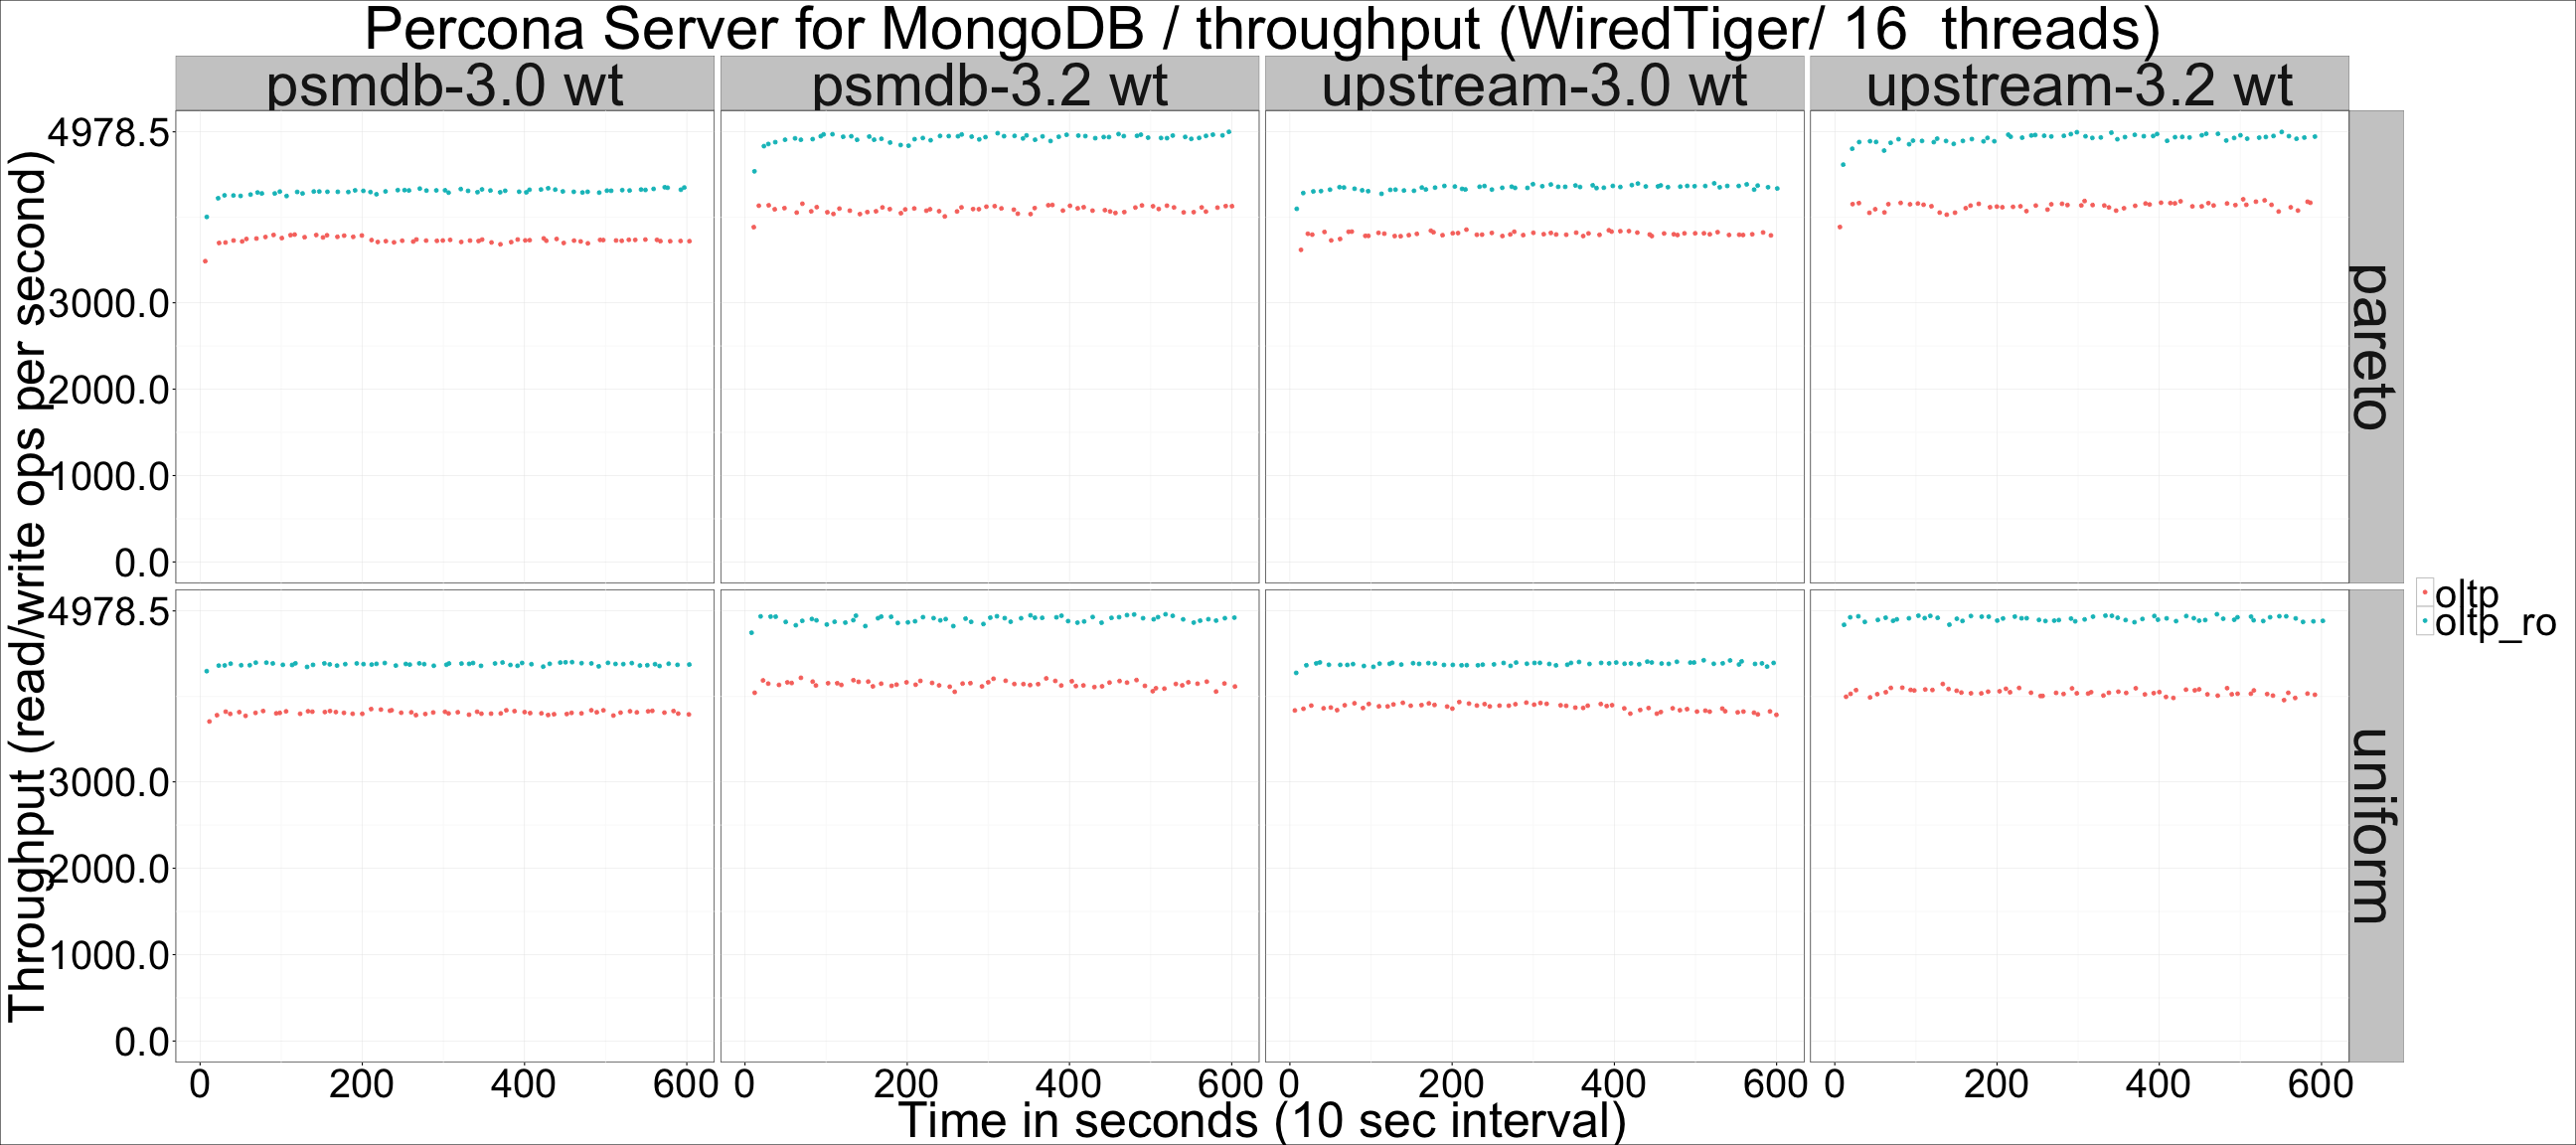 Percona Server for MongoDB / throughput (WiredTiger/ 16  threads)
psmdb-3.0 wt
psmdb-3.2 wt
upstream-3.0 wt
upstream-3.2 wt
Throughput (read/write ops per second)
4978.5
3000.0
2000.0
1000.0
0.0
pareto
4978.5
3000.0
2000.0
1000.0
0.0
uniform
oltp
oltp_ro
0 200 400 600
0 200 400 600
0 200 400 600
0 200 400 600
Time in seconds (10 sec interval)